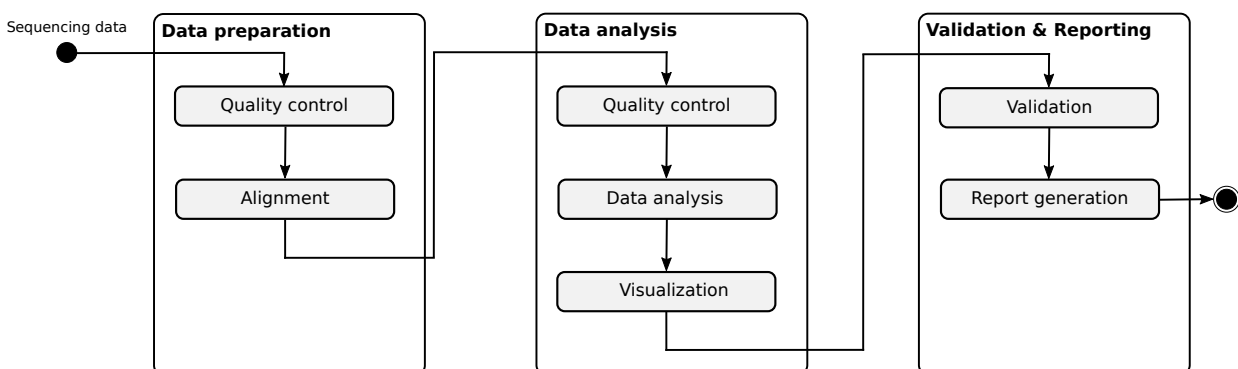 Sequencing data
Data preparation
Quality control
Alignment
Data analysis
Quality control
Data analysis
Visualization
Validation & Reporting
Validation
Report generation